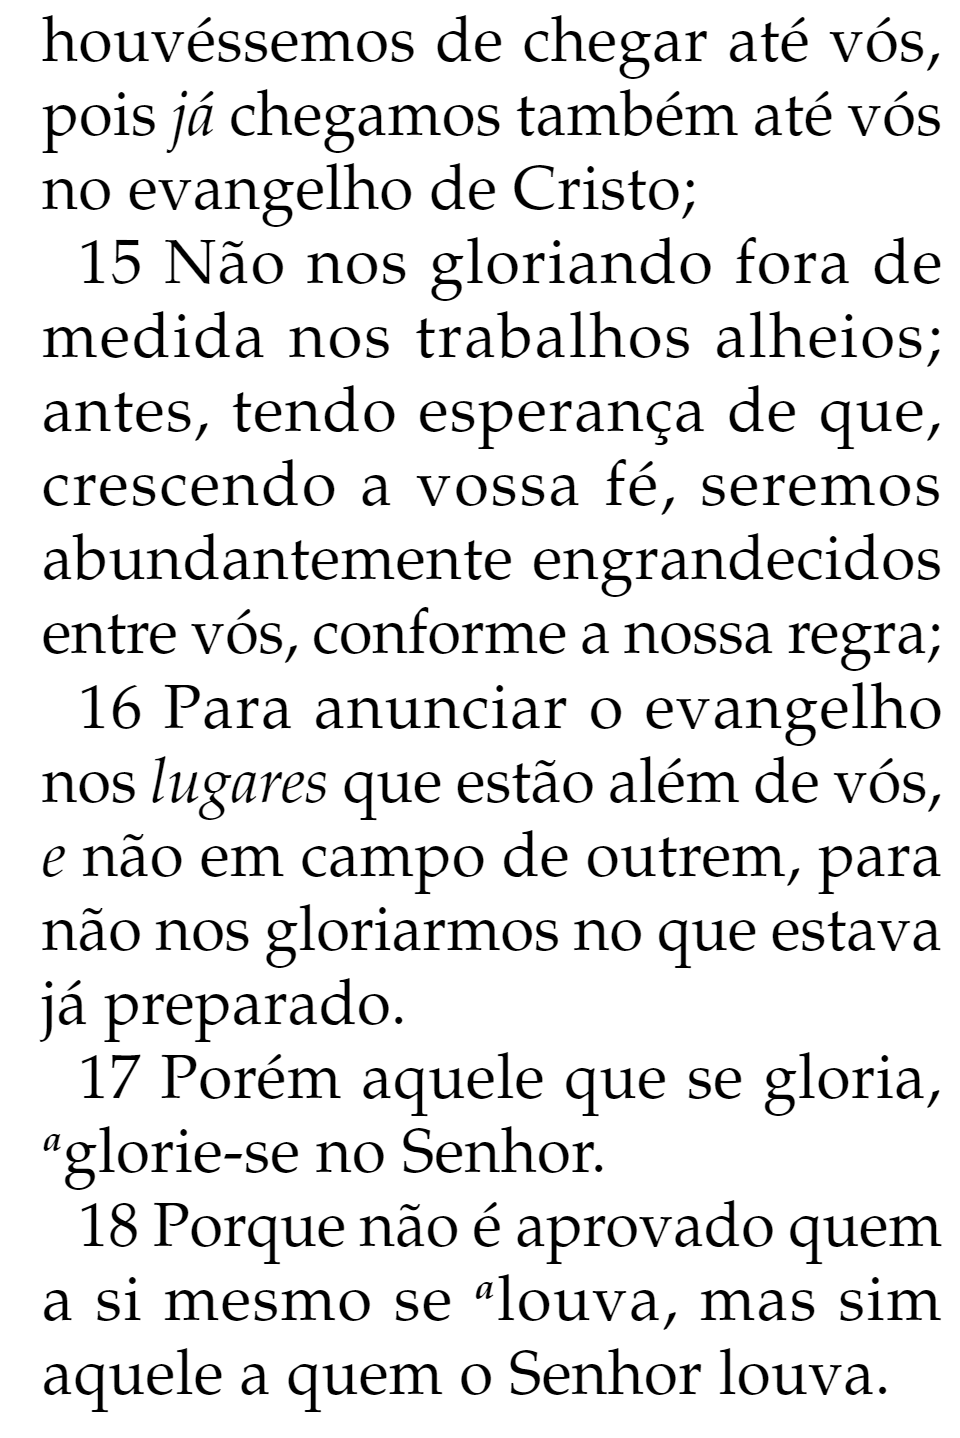 houvéssemos de chegar até vós,
pois já chegamos também até vós
no evangelho de Cristo;
15 Não nos gloriando fora de
medida nos trabalhos alheios;
antes, tendo esperança de que,
crescendo a vossa fé, seremos
abundantemente engrandecidos
entre vós, conforme a nossa regra;
16 Para anunciar o evangelho
nos lugares que estão além de vós,
e não em campo de outrem, para
não nos gloriarmos no que estava
já preparado.
17 Porém aquele que se gloria,
aglorie-se no Senhor.
18 Porque não é aprovado quem
a si mesmo se alouva, mas sim
aquele a quem o Senhor louva.